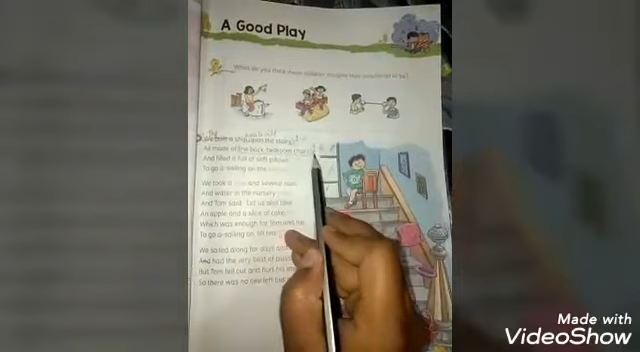 A Good Play
What do you think these children imagine themselves to be?
We built a ship upon the stairs
All made of the back bedroom chairs
And filled it full of soft pillows
To go a-sailing on the
We took a and several nails
And water in the nursery
And Tom said Let us also take
An apple and a slice of cake
Which was enough for Tom and me
To go a-sailing on, till tea
We sailed along for days and
And had the very best of plays
But Tom fell out and hurt his knee
So there was no one left but
Made with
VideoShow